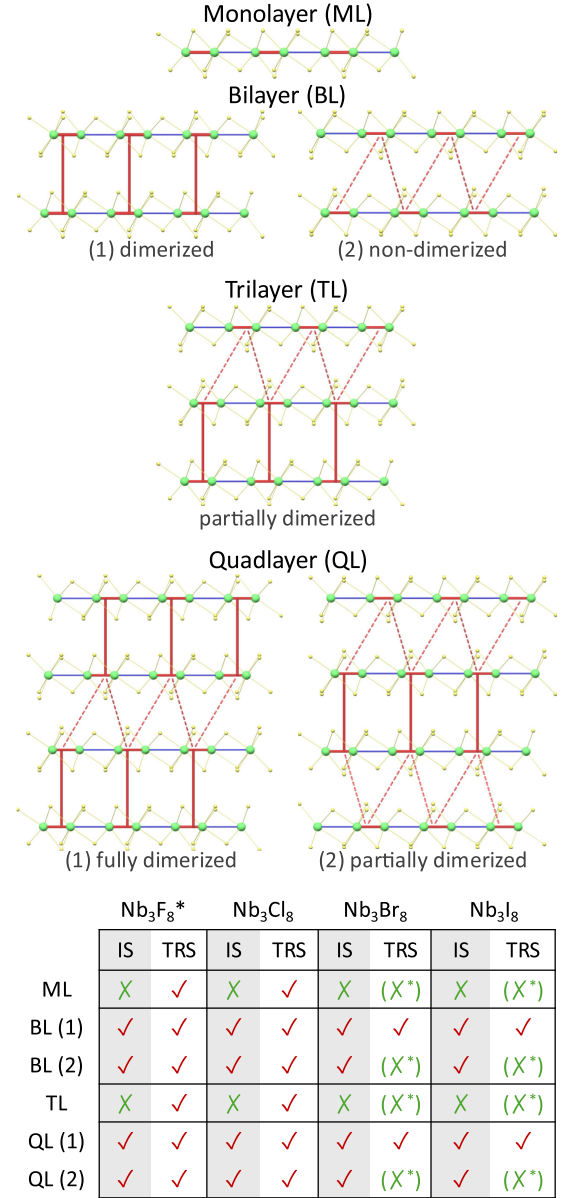 Monolayer (ML)
Bilayer (BL)
(1) dimerized (2) non-dimerized
Trilayer (TL)
partially dimerized
Quadlayer (QL)
(1) fully dimerized (2) partially dimerized
Nb₃F₈* Nb₃Cl₈ Nb₃Br₈ Nb₃I₈
IS TRS IS TRS IS TRS IS TRS
ML ✗ ✓ ✗ ✓ ✗ (✗*) ✗ (✗*)
BL (1) ✓ ✓ ✓ ✓ ✓ ✓ ✓ ✓
BL (2) ✓ ✓ ✓ ✓ ✓ (✗*) ✓ (✗*)
TL ✗ ✓ ✗ ✓ ✗ (✗*) ✗ (✗*)
QL (1) ✓ ✓ ✓ ✓ ✓ ✓ ✓ ✓
QL (2) ✓ ✓ ✓ ✓ ✓ (✗*) ✓ (✗*)